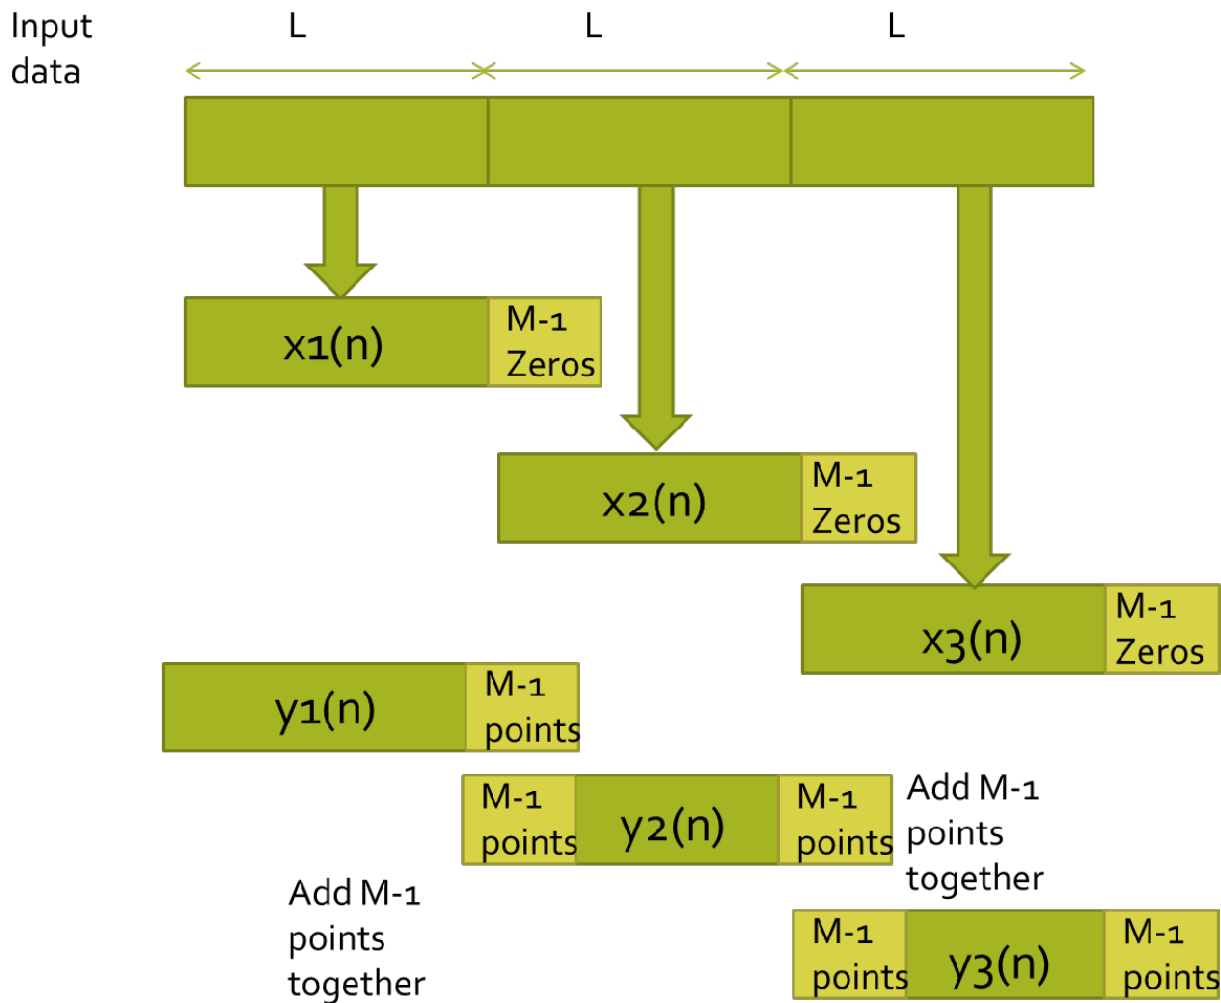 Input
data
L
L
L
x1(n)
M-1
Zeros
x2(n)
M-1
Zeros
x3(n)
M-1
Zeros
y1(n)
M-1
points
M-1
points
y2(n)
M-1
points
Add M-1
points
together
Add M-1
points
together
M-1
points
y3(n)
M-1
points